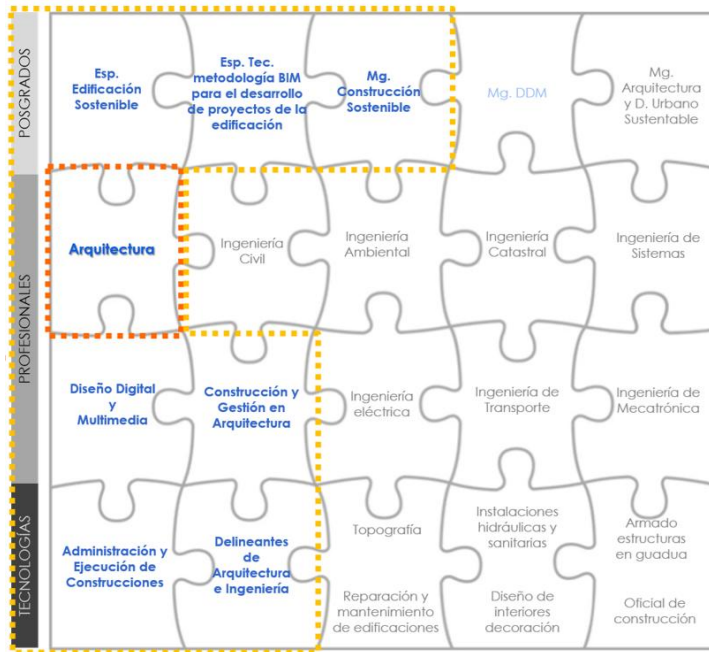 POSGRADOS
Esp.
Edificación
Sostenible
Esp. Tec.
metodología BIM
para el desarrollo
de proyectos de la
edificación
Mg.
Construcción
Sostenible
Mg. DDM
Mg.
Arquitectura
y D. Urbano
Sustentable
PROFESIONALES
Arquitectura
Ingeniería
Civil
Ingeniería
Ambiental
Ingeniería
Catastral
Ingeniería de
Sistemas
Diseño Digital
y
Multimedia
Construcción y
Gestión en
Arquitectura
Ingeniería
eléctrica
Ingeniería de
Transporte
Ingeniería de
Mecatrónica
TECNOLOGÍAS
Administración y
Ejecución de
Construcciones
Delineantes
de
Arquitectura
e Ingeniería
Topografía
Instalaciones
hidráulicas y
sanitarias
Armado
estructuras
en guadua
Reparación y
mantenimiento
de edificaciones
Diseño de
interiores
decoración
Oficial de
construcción